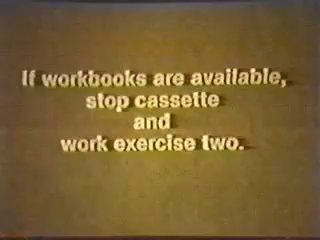 If workbooks are available,
stop cassette
and
work exercise two.